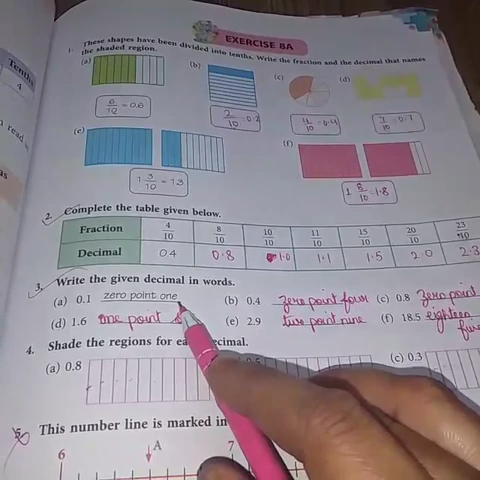 EXERCISE 8A
1. These shapes have been divided into tenths. Write the fraction and the decimal that names
the shaded region.
Tenths
4
(a) (b) (c) (d)
6/10 = 0.6 2/10 = 0.2 4/10 = 0.4 7/10 = 0.7
(e) (f)
1 3/10 = 1.3 1 8/10 = 1.8
2. Complete the table given below.
Fraction 4/10 8/10 10/10 11/10 15/10 20/10 23/10
Decimal 0.4 0.8 1.0 1.1 1.5 2.0 2.3
3. Write the given decimal in words.
(a) 0.1 zero point one (b) 0.4 zero point four (c) 0.8 zero point
(d) 1.6 one point (e) 2.9 two point nine (f) 18.5 eighteen
4. Shade the regions for decimal.
(a) 0.8 (c) 0.3
5. This number line is marked in
6 A 7